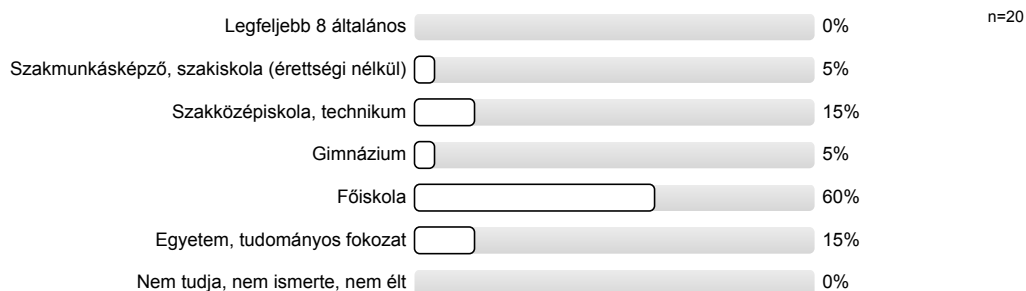 Legfeljebb 8 általános 0% n=20
Szakmunkásképző, szakiskola (érettségi nélkül) 5%
Szakközépiskola, technikum 15%
Gimnázium 5%
Főiskola 60%
Egyetem, tudományos fokozat 15%
Nem tudja, nem ismerte, nem élt 0%